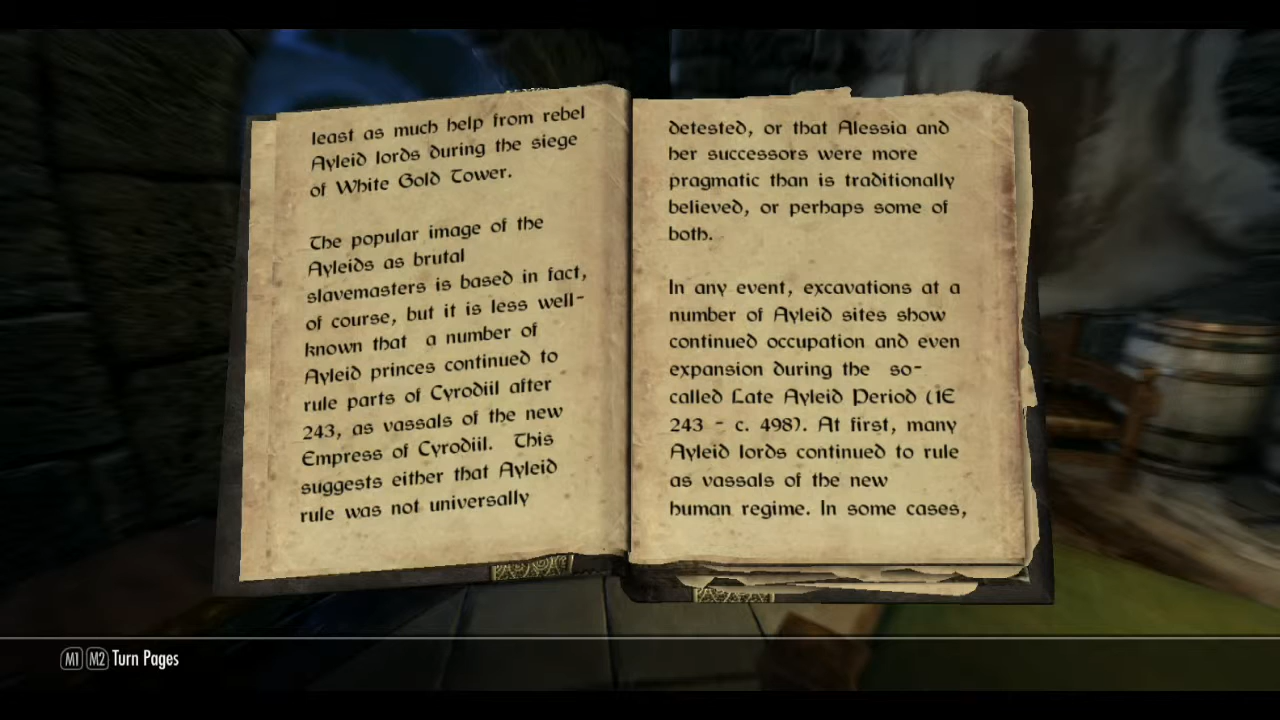 least as much help from rebel
Ayleid lords during the siege
of White Gold Tower.
The popular image of the
Ayleids as brutal
slavemasters is based in fact,
of course, but it is less well-
known that a number of
Ayleid princes continued to
rule parts of Cyrodiil after
243, as vassals of the new
Empress of Cyrodiil. This
suggests either that Ayleid
rule was not universally
detested, or that Alessia and
her successors were more
pragmatic than is traditionally
believed, or perhaps some of
both.
In any event, excavations at a
number of Ayleid sites show
continued occupation and even
expansion during the so-
called Late Ayleid Period (1E
243 - c. 498). At first, many
Ayleid lords continued to rule
as vassals of the new
human regime. In some cases,
M1 M2 Turn Pages